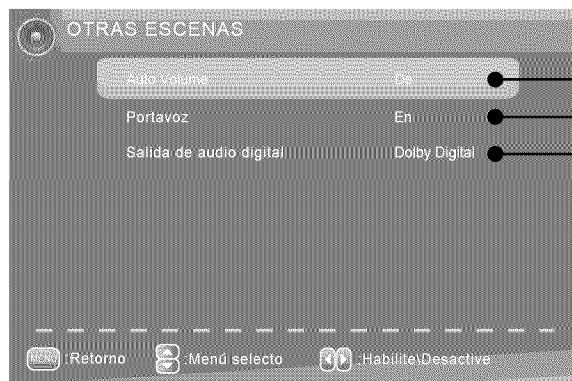 OTRAS ESCENAS
Auto volume De
Portavoz En
Salida de audio digital Dolby Digital
MENU :Retorno :Menú selecto :Habilite\Desactive